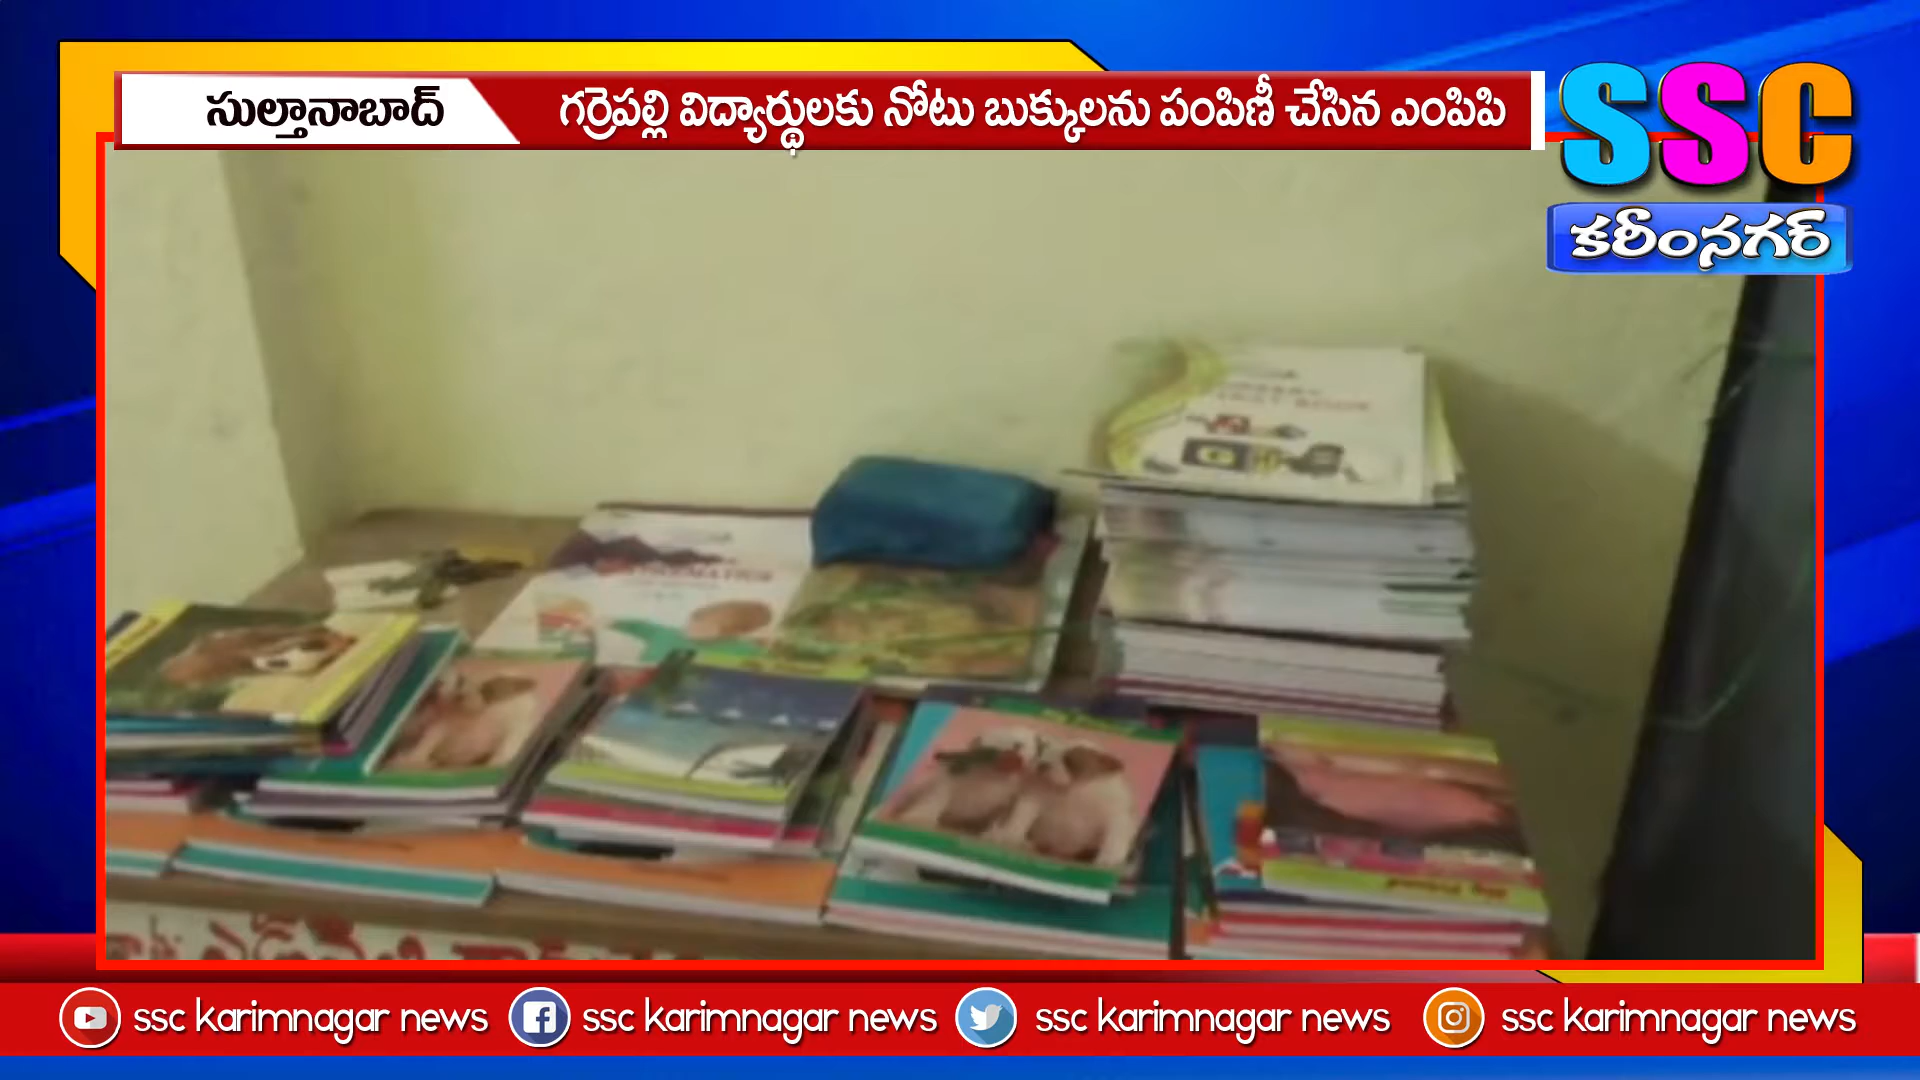 సుల్తానాబాద్
గర్రెపల్లి విద్యార్థులకు నోటు బుక్కులను పంపిణీ చేసిన ఎంపిపి
SSC
కరీంనగర్
ssc karimnagar news
ssc karimnagar news
ssc karimnagar news
ssc karimnagar news